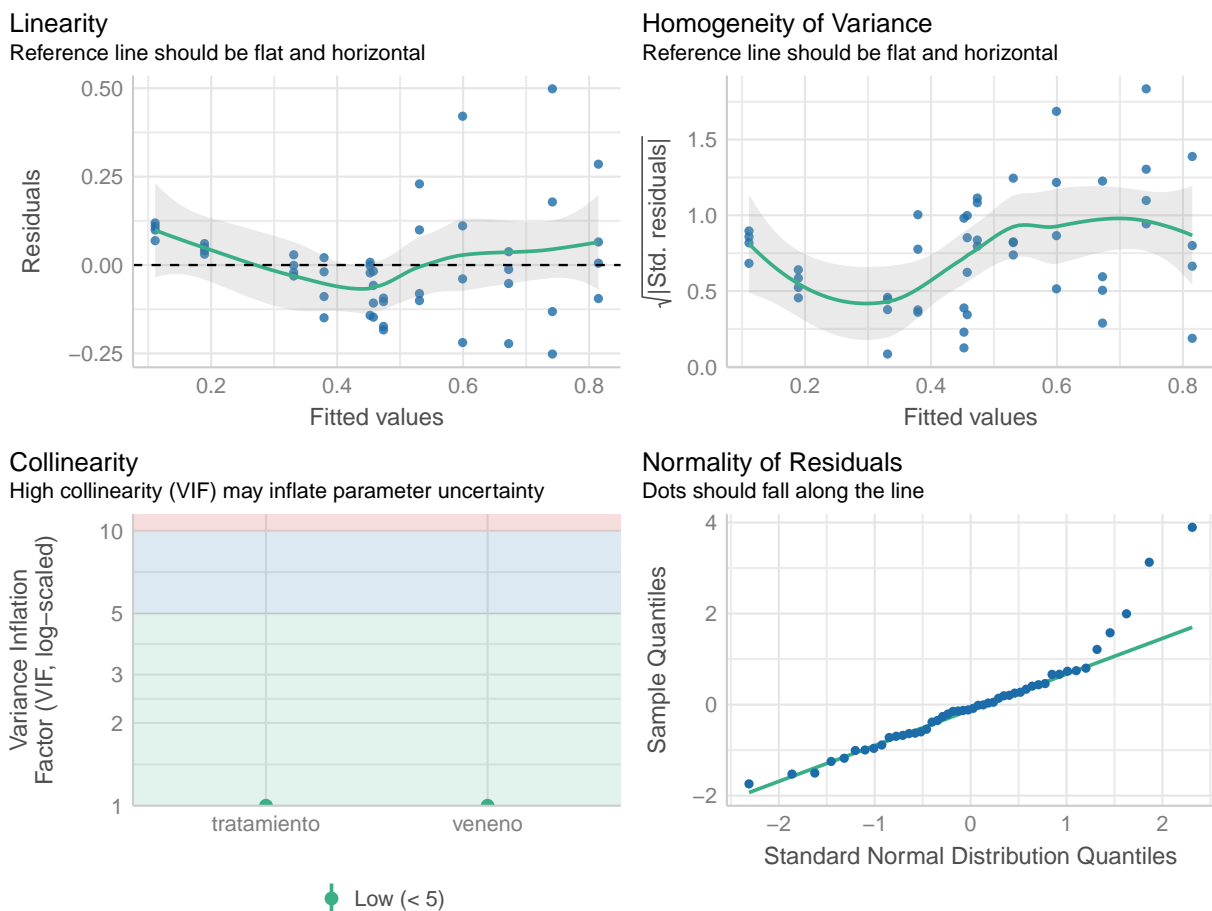 Linearity
Reference line should be flat and horizontal
0.50
0.25
0.00
−0.25
Residuals
0.2 0.4 0.6 0.8
Fitted values
Homogeneity of Variance
Reference line should be flat and horizontal
1.5
1.0
0.5
0.0
√|Std. residuals|
0.2 0.4 0.6 0.8
Fitted values
Collinearity
High collinearity (VIF) may inflate parameter uncertainty
10
5
3
2
1
Variance Inflation
Factor (VIF, log−scaled)
tratamiento veneno
Low (< 5)
Normality of Residuals
Dots should fall along the line
4
2
0
−2
Sample Quantiles
−2 −1 0 1 2
Standard Normal Distribution Quantiles